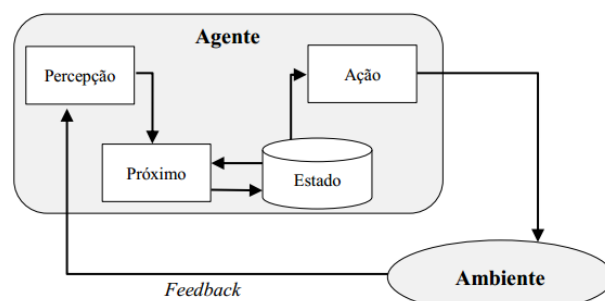 Agente
Percepção
Ação
Próximo
Estado
Ambiente
Feedback